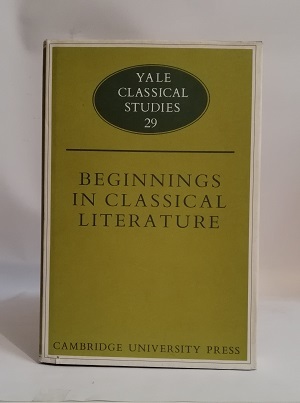 YALE
CLASSICAL
STUDIES
29
BEGINNINGS
IN CLASSICAL
LITERATURE
CAMBRIDGE UNIVERSITY PRESS